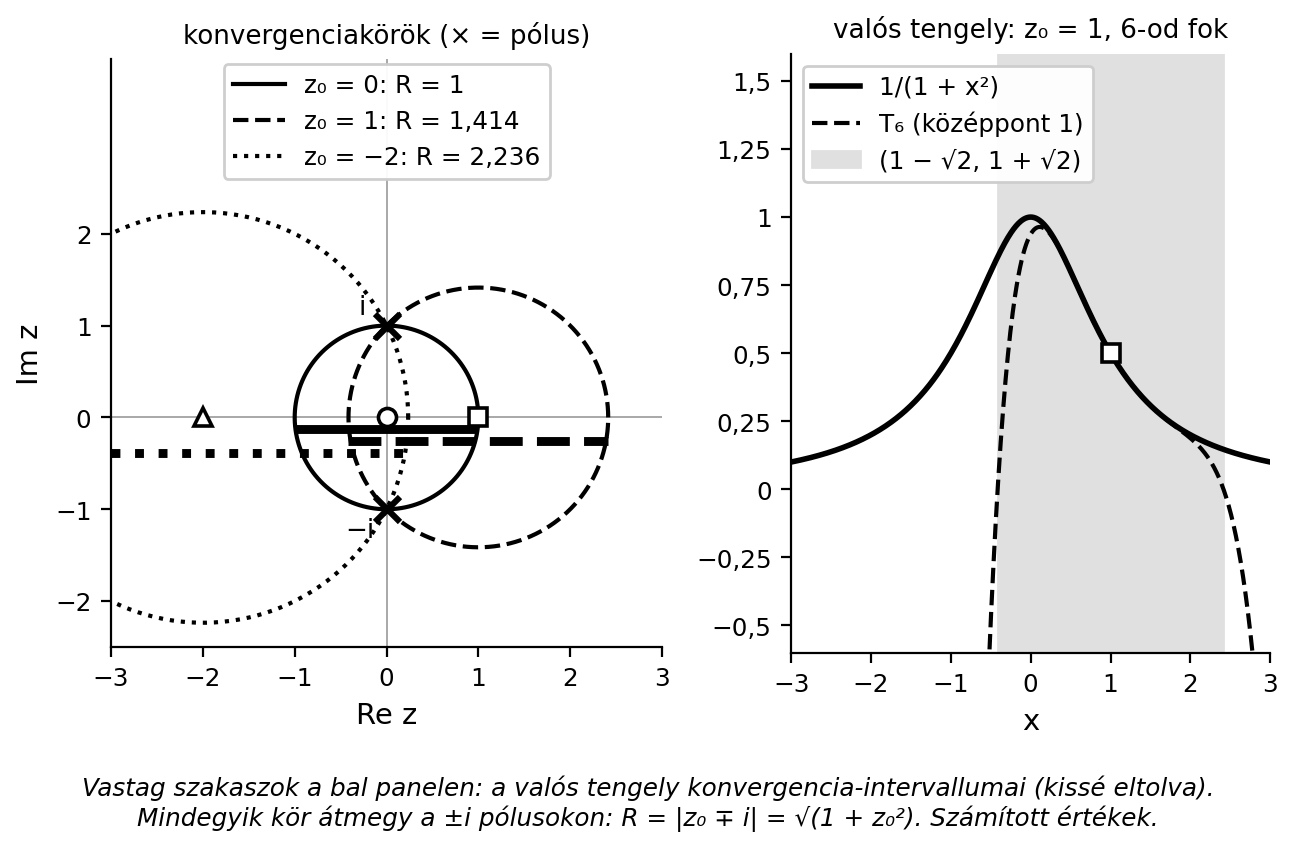 konvergenciakörök (× = pólus)
z₀ = 0: R = 1
z₀ = 1: R = 1,414
z₀ = −2: R = 2,236
Im z
2
1
0
−1
−2
i
−i
−3
−2
−1
0
1
2
3
Re z
valós tengely: z₀ = 1, 6-od fok
1/(1 + x²)
T₆ (középpont 1)
(1 − √2, 1 + √2)
1,5
1,25
1
0,75
0,5
0,25
0
−0,25
−0,5
−3
−2
−1
0
1
2
3
x
Vastag szakaszok a bal panelen: a valós tengely konvergencia-intervallumai (kissé eltolva).
Mindegyik kör átmegy a ±i pólusokon: R = |z₀ ∓ i| = √(1 + z₀²). Számított értékek.